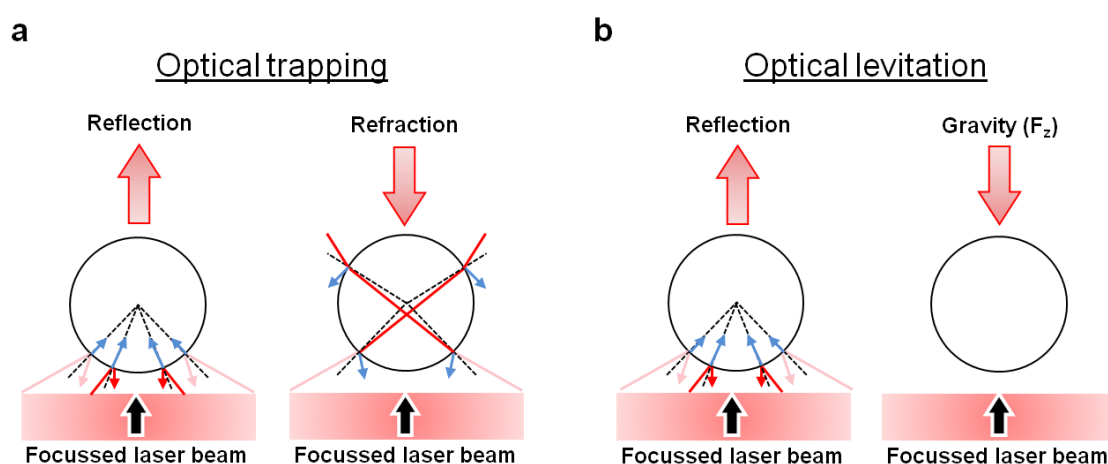 a
Optical trapping
Reflection
Refraction
Focussed laser beam
Focussed laser beam
b
Optical levitation
Reflection
Gravity (Fz)
Focussed laser beam
Focussed laser beam